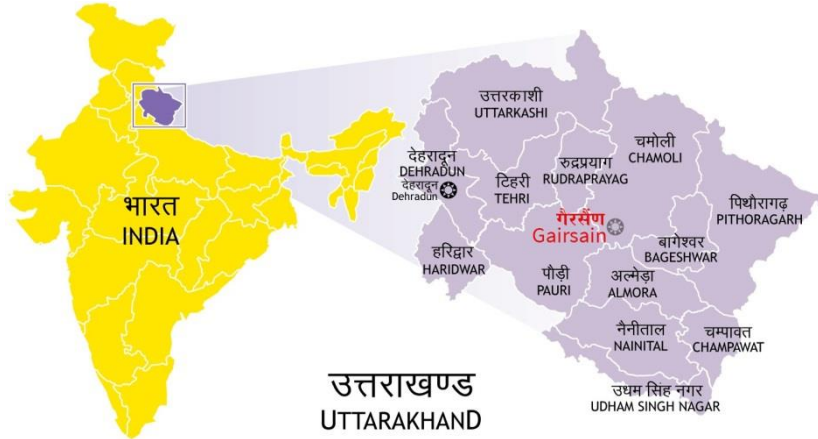 भारत
INDIA
उत्तराखण्ड
UTTARAKHAND
उत्तरकाशी
UTTARKASHI
चमोली
CHAMOLI
देहरादून
DEHRADUN
देहरादून
Dehradun
टिहरी
TEHRI
रुद्रप्रयाग
RUDRAPRAYAG
पिथौरागढ़
PITHORAGARH
गैरसैंण
Gairsain
हरिद्वार
HARIDWAR
बागेश्वर
BAGESHWAR
पौड़ी
PAURI
अल्मेड़ा
ALMORA
नैनीताल
NAINITAL
चम्पावत
CHAMPAWAT
उधम सिंह नगर
UDHAM SINGH NAGAR